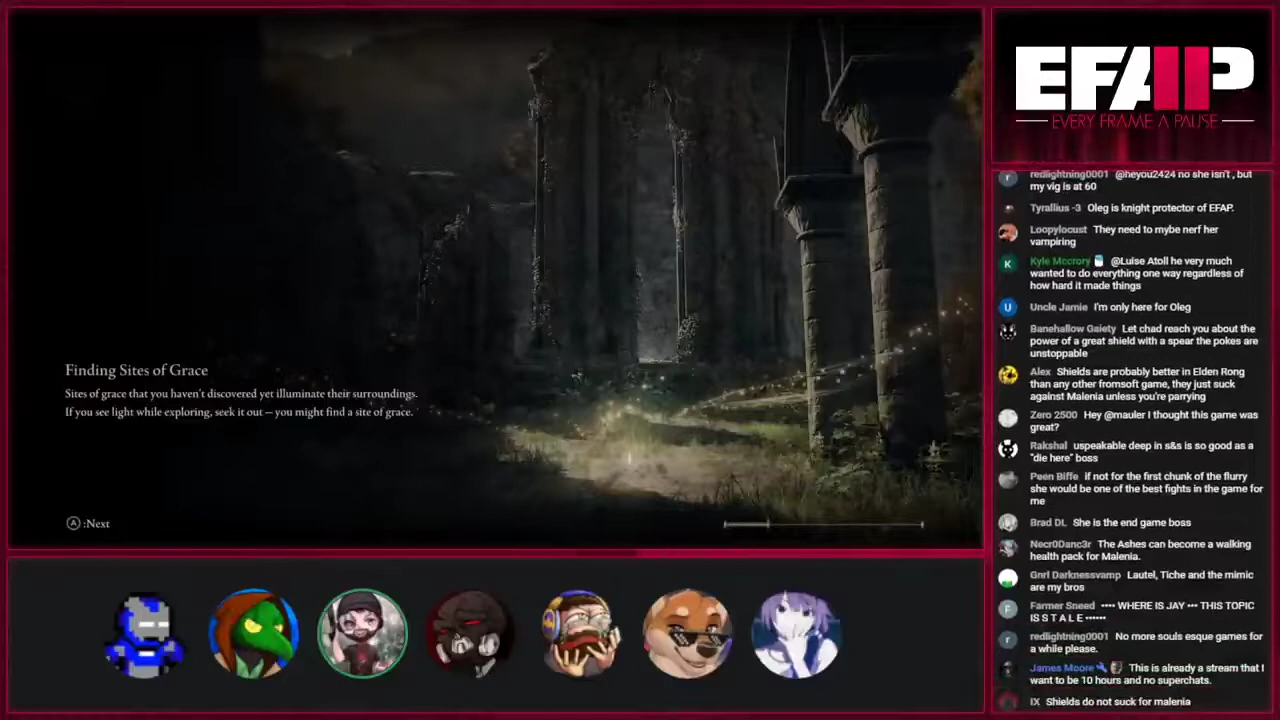 Finding Sites of Grace
Sites of grace that you haven't discovered yet illuminate their surroundings.
If you see light while exploring, seek it out – you might find a site of grace.
Ⓐ :Next
EFAP
EVERY FRAME A PAUSE
redlightning0001 @heyou2424 no she isn't , but
my vig is at 60
Tyrallius -3 Oleg is knight protector of EFAP.
Loopylocust They need to mybe nerf her
vampiring
K
Kyle Mccrory @Luise Atoll he very much
wanted to do everything one way regardless of
how hard it made things
U
Uncle Jamie I'm only here for Oleg
Banehallow Gaiety Let chad reach you about the
power of a great shield with a spear the pokes are
unstoppable
Alex Shields are probably better in Elden Rong
than any other fromsoft game, they just suck
against Malenia unless you're parrying
Zero 2500 Hey @mauler I thought this game was
great?
Rakshal uspeakable deep in s&s is so good as a
"die here" boss
Peen Biffe if not for the first chunk of the flurry
she would be one of the best fights in the game for
me
Brad DL She is the end game boss
Necr0Danc3r The Ashes can become a walking
health pack for Malenia.
Gnrl Darknessvamp Lautel, Tiche and the mimic
are my bros
F
Farmer Sneed •••• WHERE IS JAY ••• THIS TOPIC
IS S T A L E ••••••
r
redlightning0001 No more souls esque games for
a while please.
James Moore This is already a stream that I
want to be 10 hours and no superchats.
IX Shields do not suck for malenia